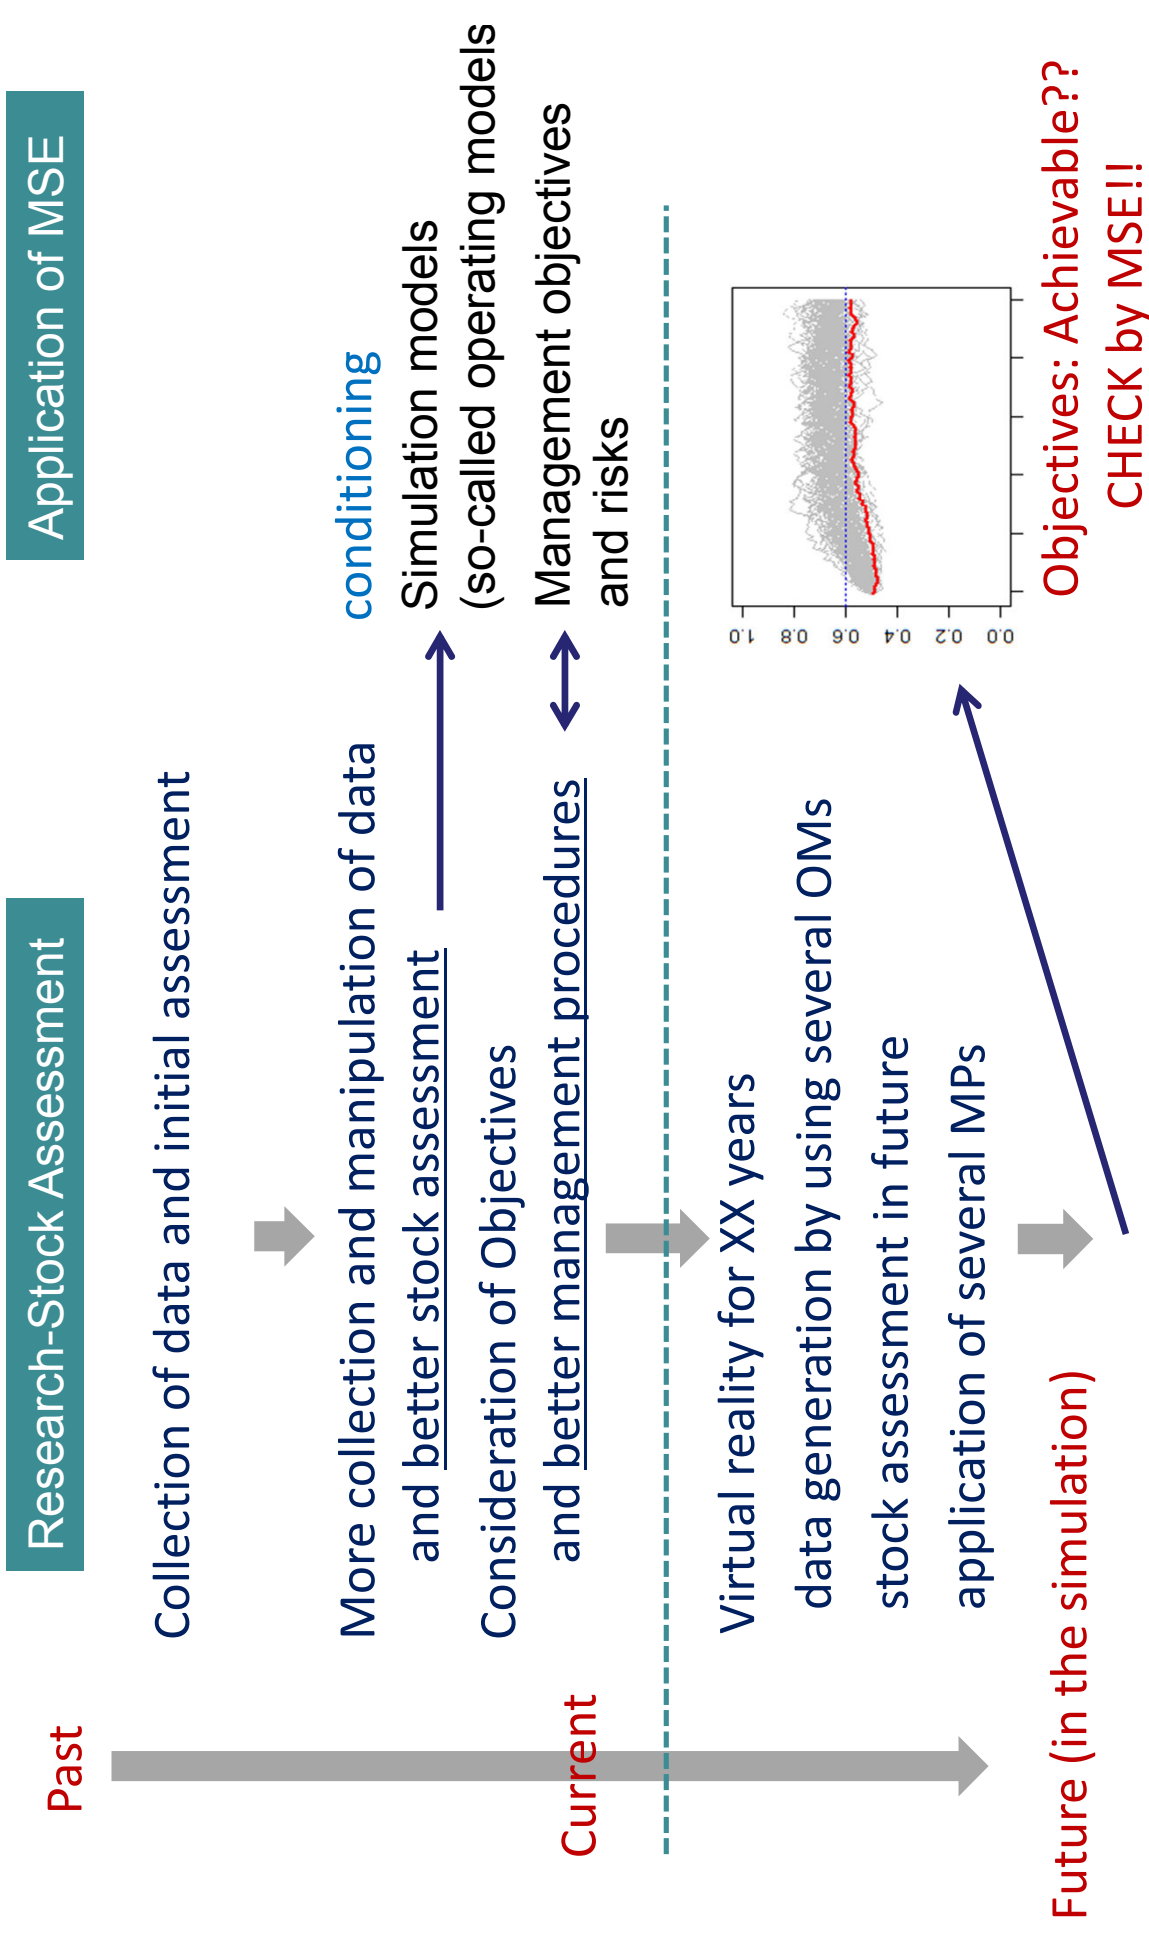 Research-Stock Assessment
Application of MSE
Past
Collection of data and initial assessment
More collection and manipulation of data
and better stock assessment
conditioning
Simulation models
(so-called operating models
Consideration of Objectives
and better management procedures
Management objectives
and risks
Current
Virtual reality for XX years
data generation by using several OMs
stock assessment in future
application of several MPs
1.0
0.8
0.6
0.4
0.2
0.0
Future (in the simulation)
Objectives: Achievable??
CHECK by MSE!!